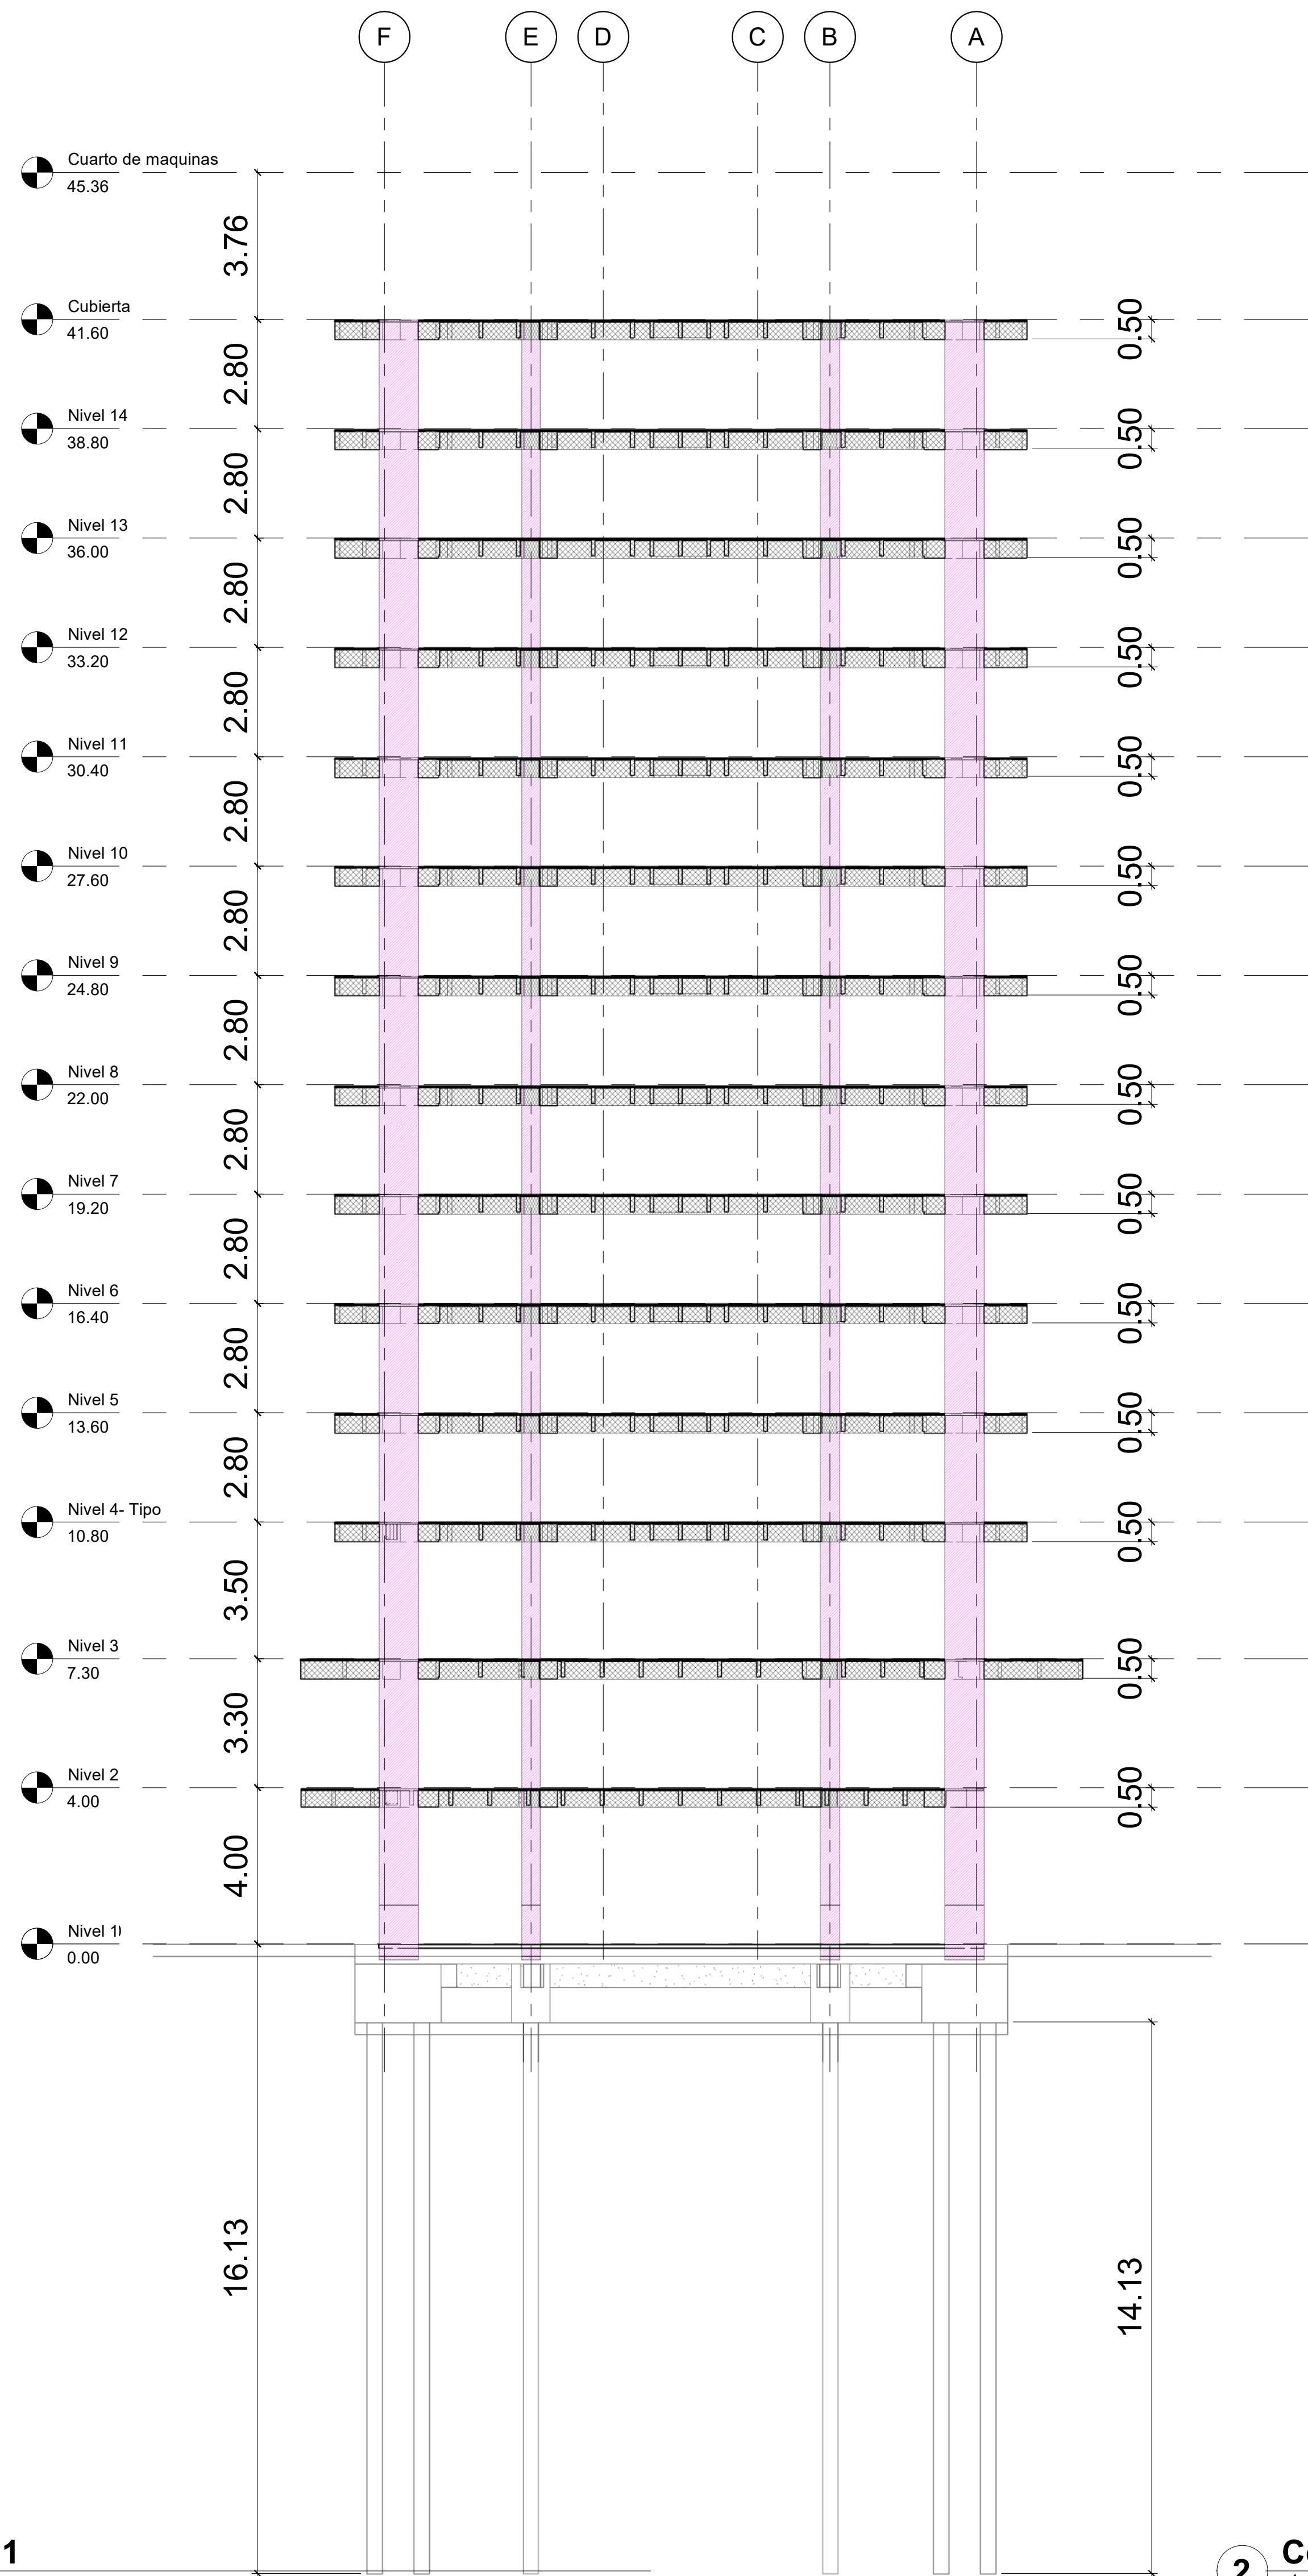 F E D C B A
Cuarto de maquinas
45.36
3.76
Cubierta
41.60
0.50
2.80
Nivel 14
38.80
0.50
2.80
Nivel 13
36.00
0.50
2.80
Nivel 12
33.20
0.50
2.80
Nivel 11
30.40
0.50
2.80
Nivel 10
27.60
0.50
2.80
Nivel 9
24.80
0.50
2.80
Nivel 8
22.00
0.50
2.80
Nivel 7
19.20
0.50
2.80
Nivel 6
16.40
0.50
2.80
Nivel 5
13.60
0.50
2.80
Nivel 4- Tipo
10.80
0.50
3.50
Nivel 3
7.30
0.50
3.30
Nivel 2
4.00
0.50
4.00
Nivel 1
0.00
16.13
14.13
1
2